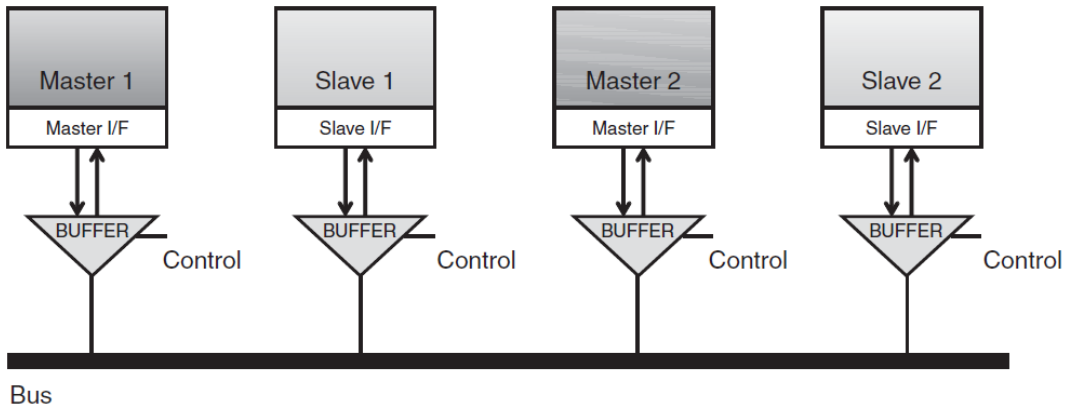 Master 1
Slave 1
Master 2
Slave 2
Master I/F
Slave I/F
Master I/F
Slave I/F
BUFFER
BUFFER
BUFFER
BUFFER
Control
Control
Control
Control
Bus